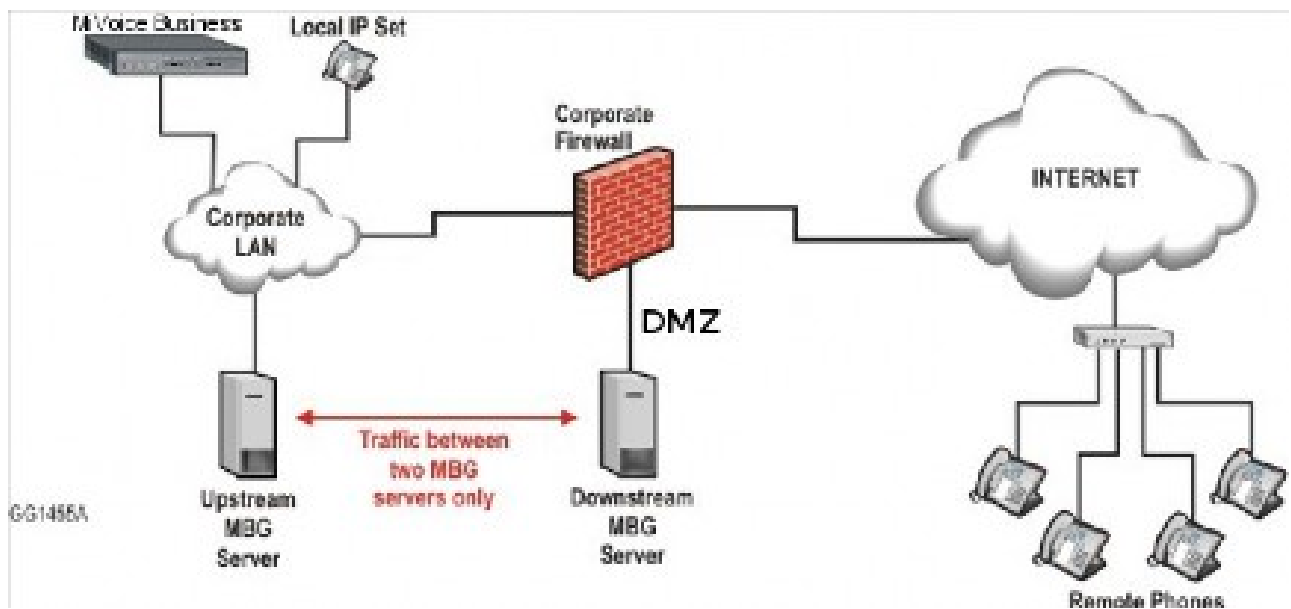 MiVoice Business
Local IP Set
Corporate
Firewall
INTERNET
Corporate
LAN
DMZ
Traffic between
two MBG
servers only
Upstream
MBG
Server
Downstream
MBG
Server
GG1455A
Remote Phones